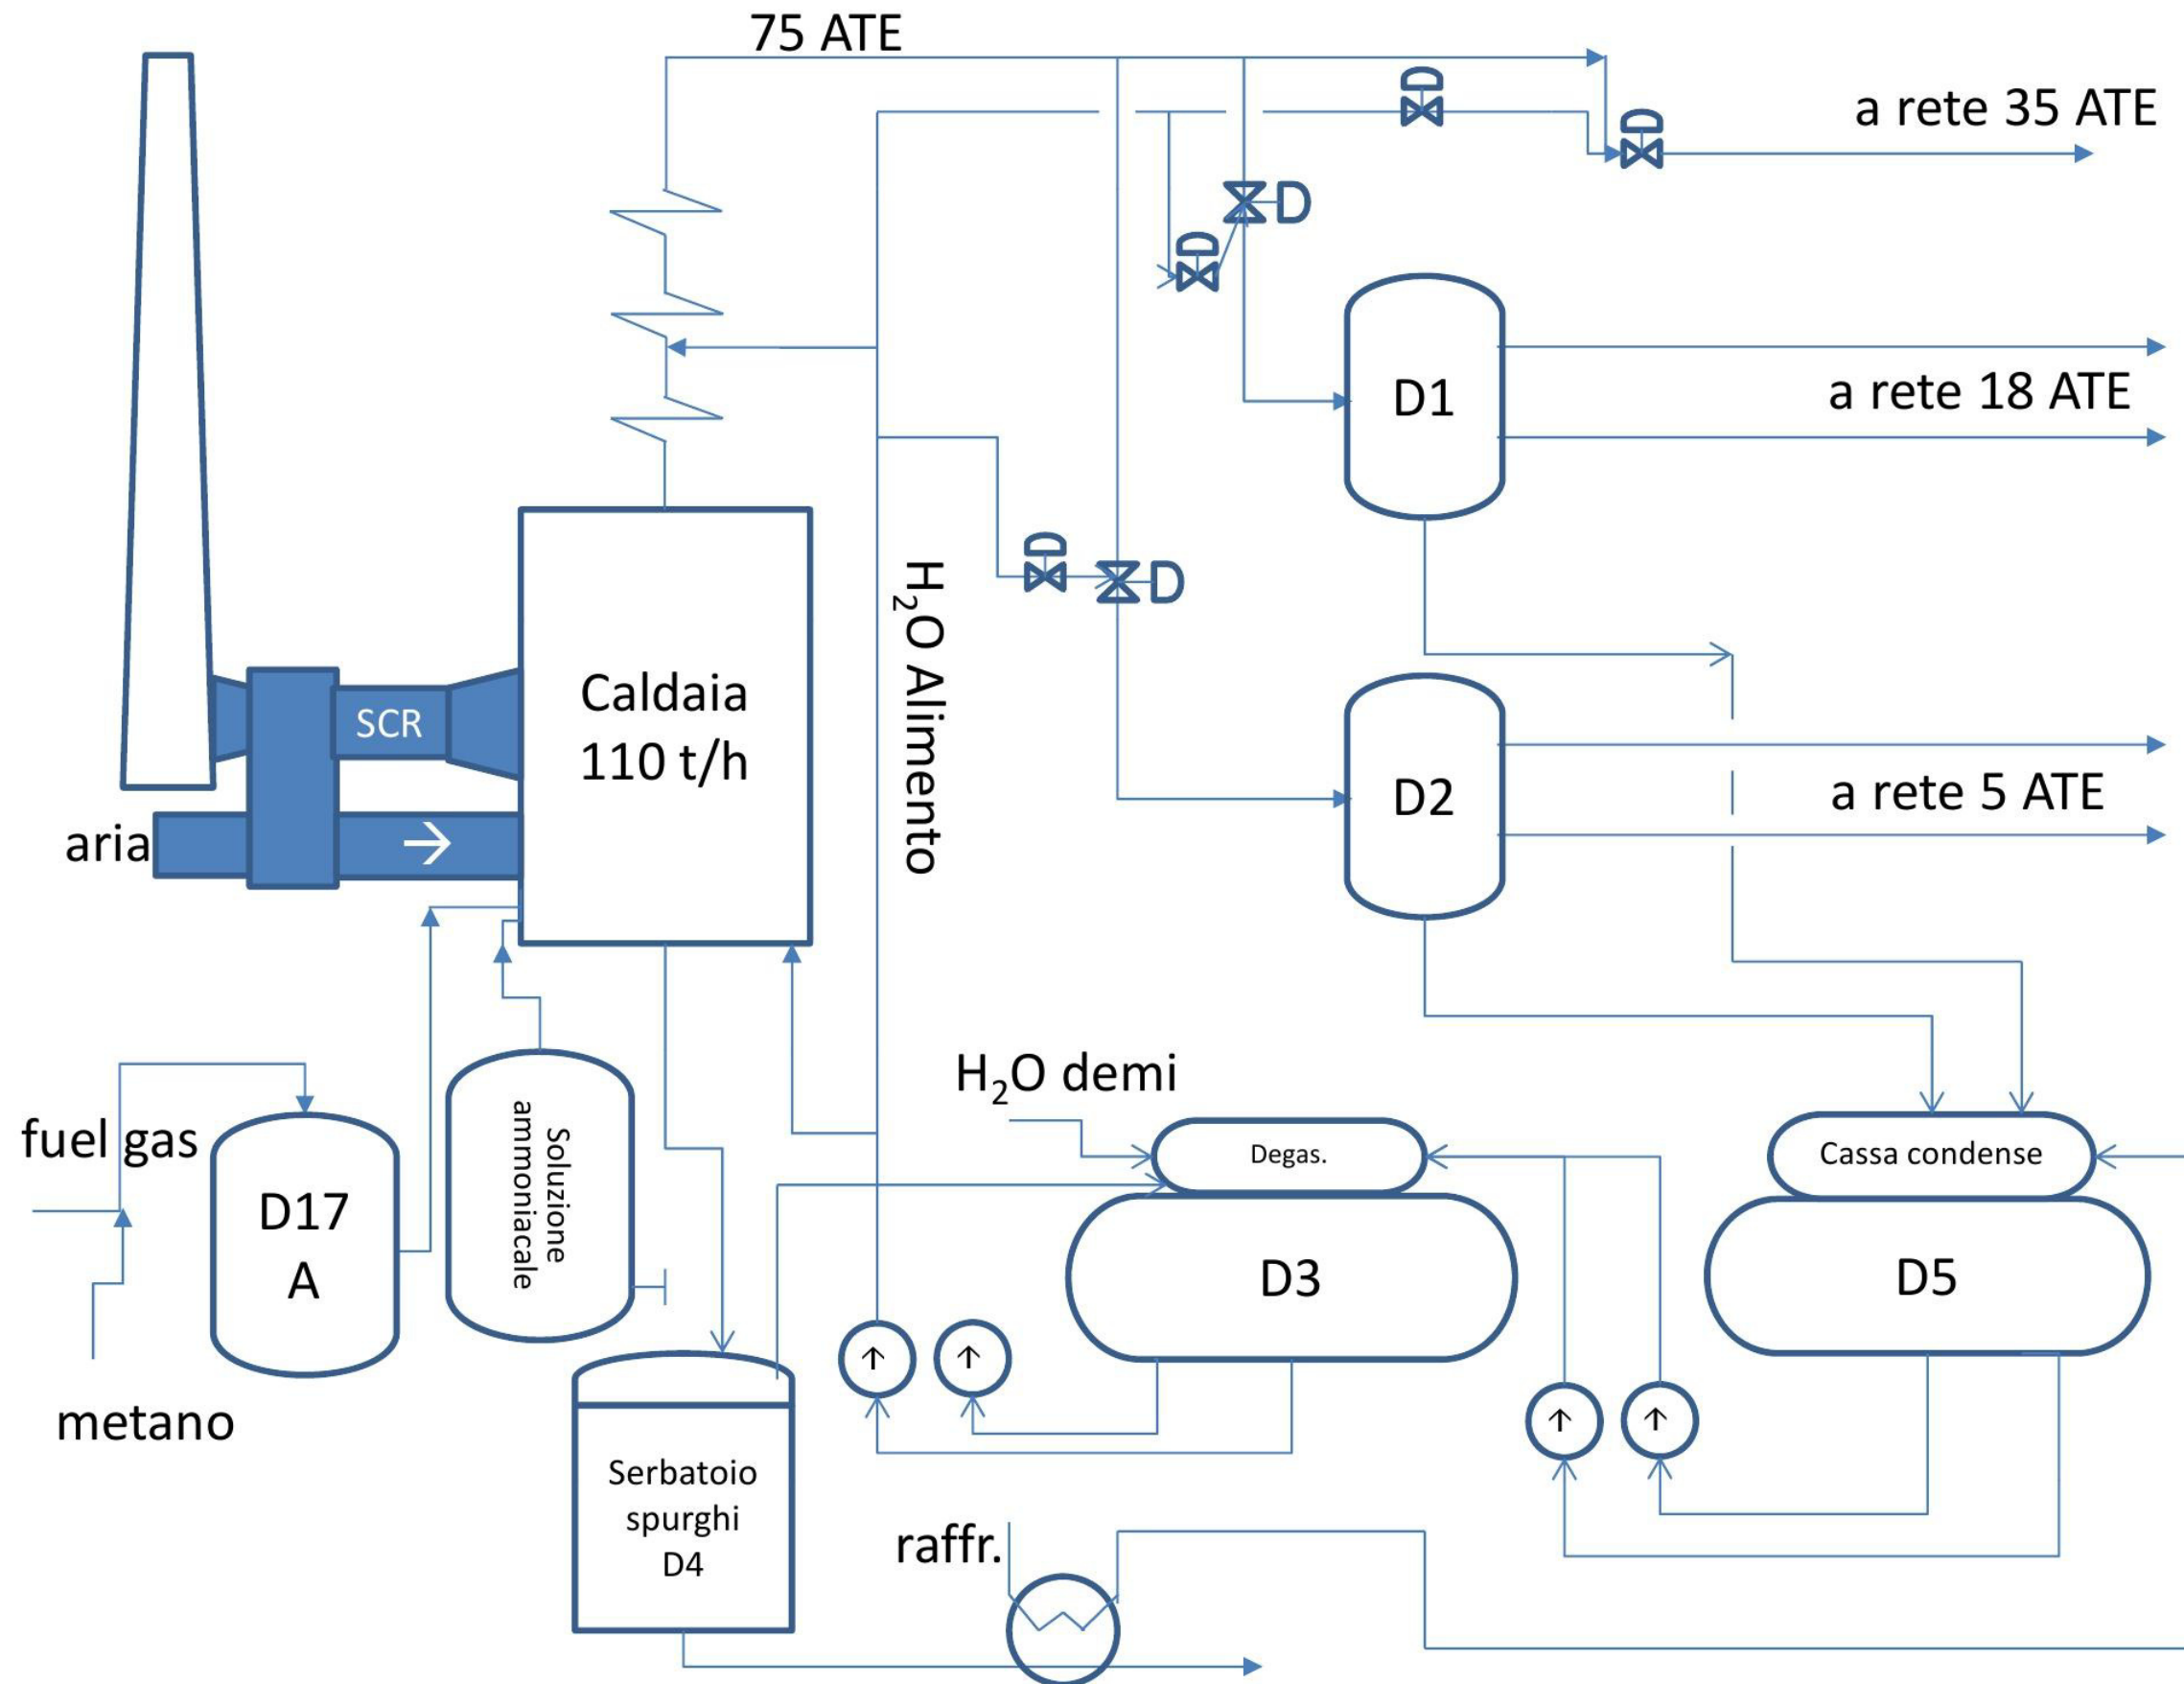 75 ATE
a rete 35 ATE
D
D
D
D
D1
a rete 18 ATE
D
D
H₂O Alimento
Caldaia
110 t/h
SCR
D2
a rete 5 ATE
aria
H₂O demi
fuel gas
Soluzione
ammoniacale
Degas.
Cassa condense
D17
A
D3
D5
metano
Serbatoio
spurghi
D4
raffr.